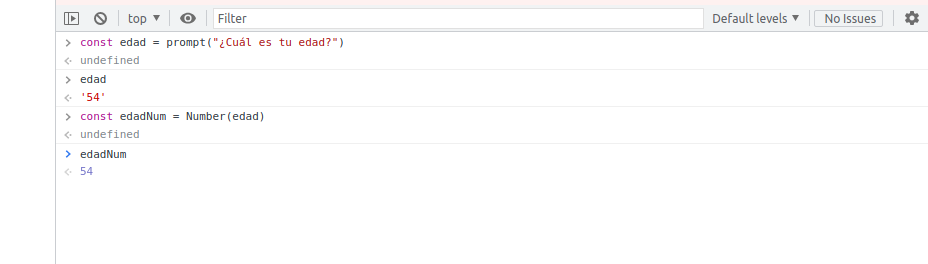 top Filter Default levels No Issues
const edad = prompt("¿Cuál es tu edad?")
undefined
edad
'54'
const edadNum = Number(edad)
undefined
edadNum
54